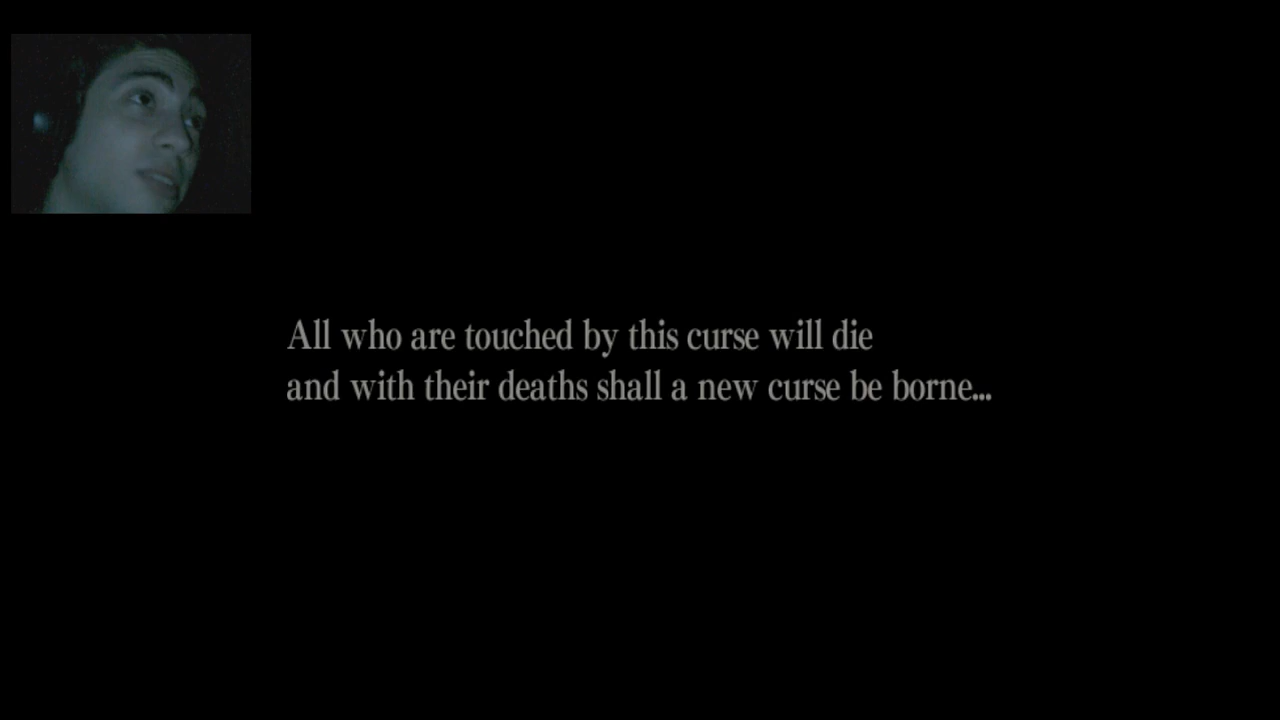 All who are touched by this curse will die
and with their deaths shall a new curse be borne...